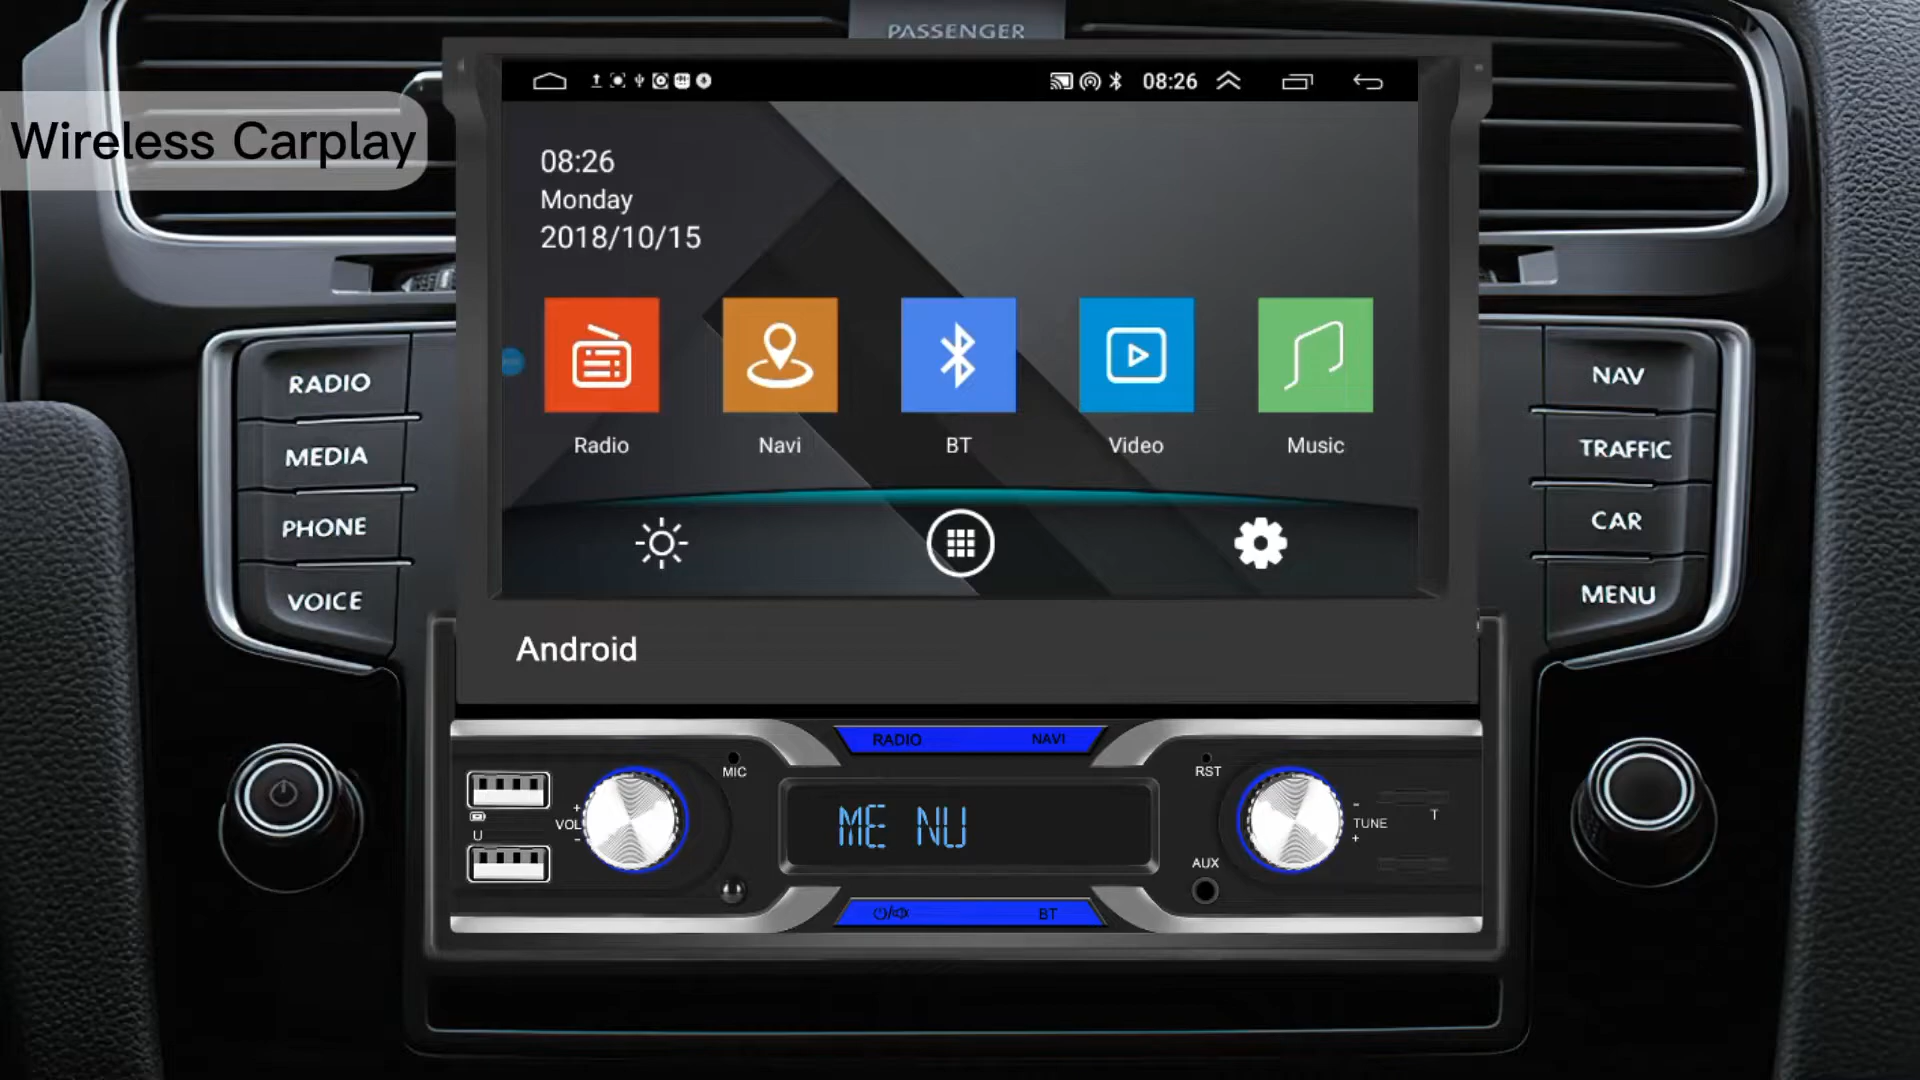 PASSENGER
Wireless Carplay
08:26
08:26
Monday
2018/10/15
Radio
Navi
BT
Video
Music
Android
RADIO
MEDIA
PHONE
VOICE
NAV
TRAFFIC
CAR
MENU
RADIO
NAVI
MIC
RST
VOL
+
-
U
ME NU
-
TUNE
+
T
AUX
BT